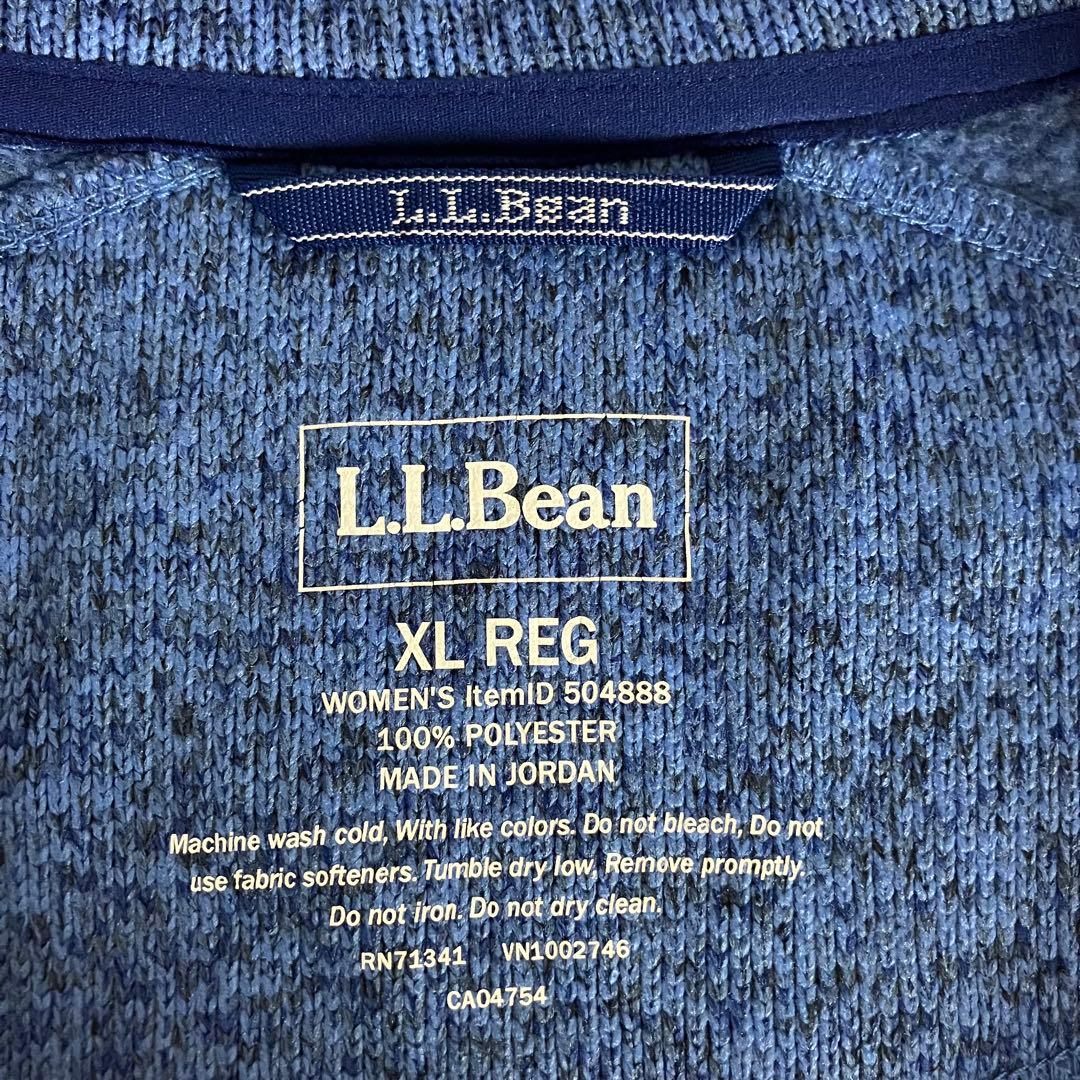 L.L.Bean
L.L.Bean
XL REG
WOMEN'S ItemID 504888
100% POLYESTER
MADE IN JORDAN
Machine wash cold, With like colors. Do not bleach, Do not
use fabric softeners. Tumble dry low, Remove promptly.
Do not iron. Do not dry clean.
RN71341 VN1002746
CA04754